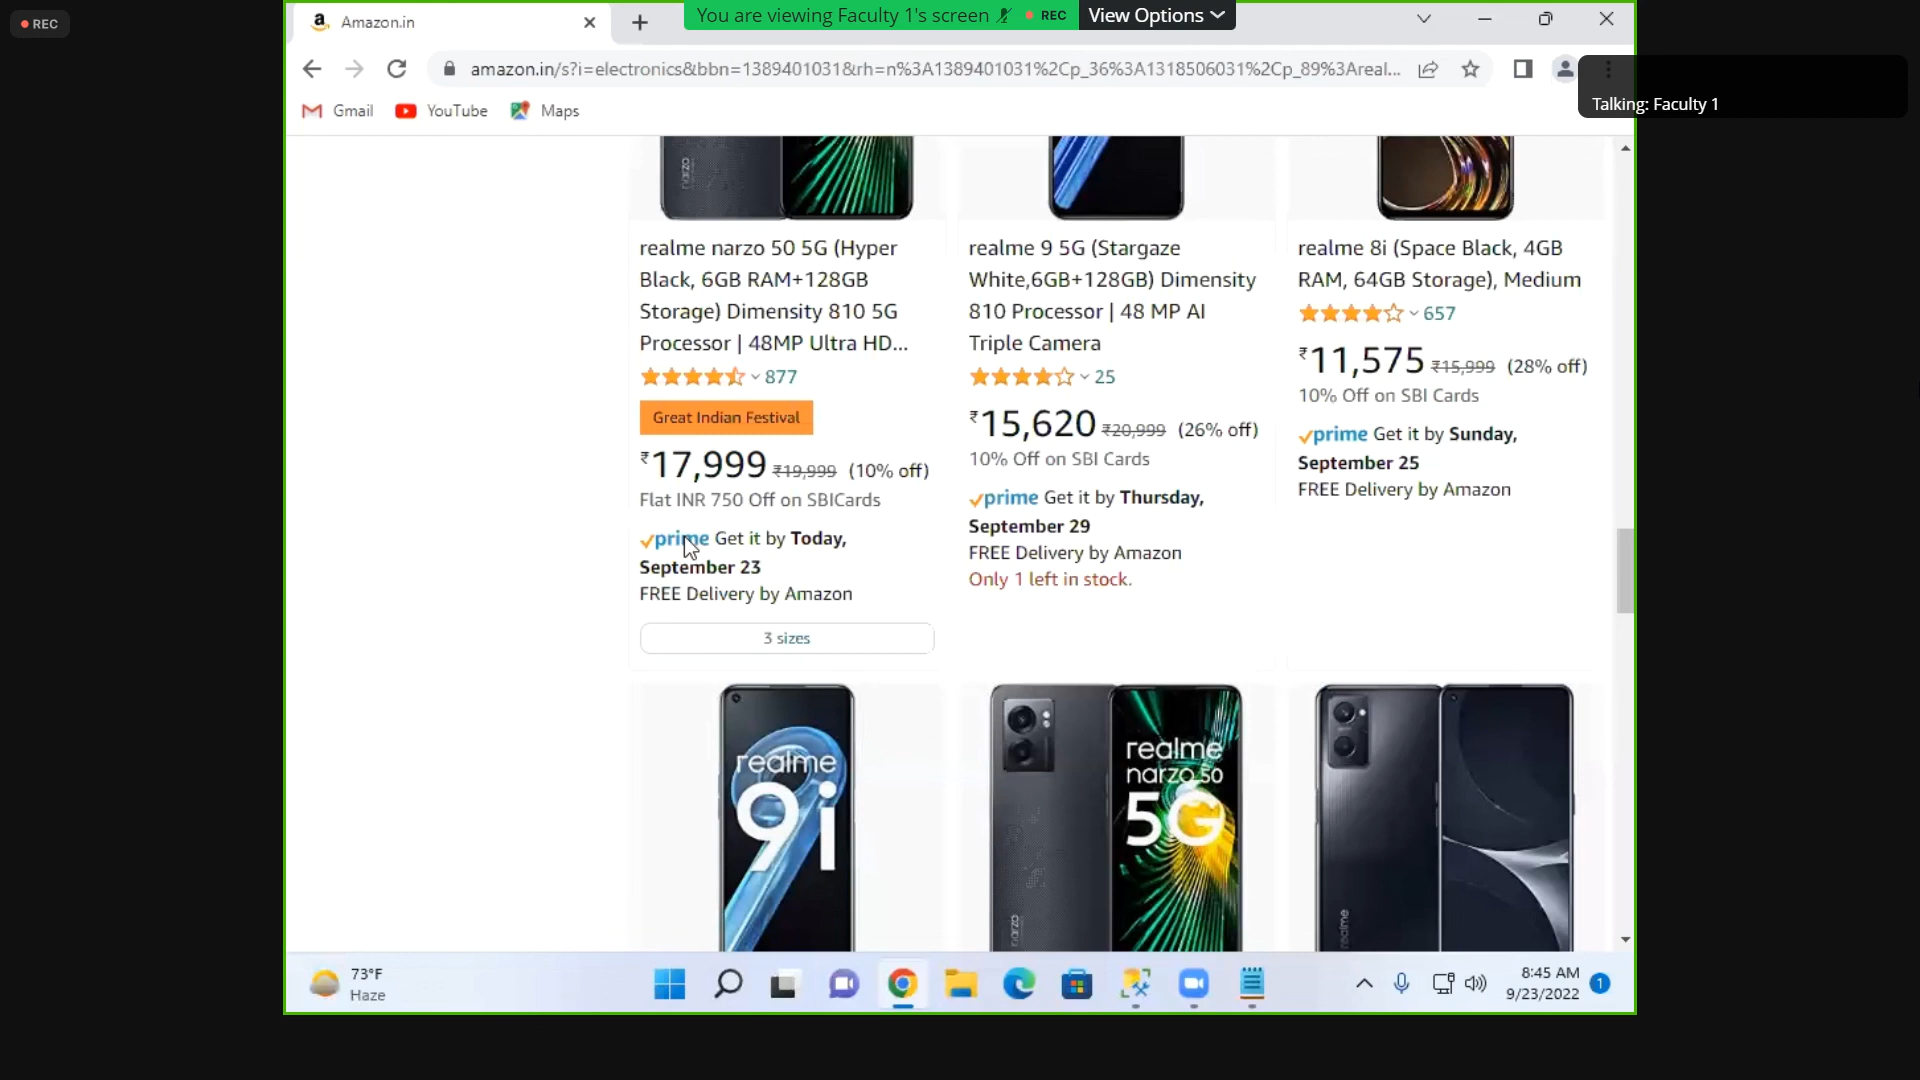 REC
Amazon.in
You are viewing Faculty 1's screen
REC
View Options
amazon.in/s?i=electronics&bbn=1389401031&rh=n%3A1389401031%2Cp_36%3A1318506031%2Cp_89%3Areal...
Talking: Faculty 1
Gmail
YouTube
Maps
narzo
realme narzo 50 5G (Hyper
Black, 6GB RAM+128GB
Storage) Dimensity 810 5G
Processor | 48MP Ultra HD...
877
Great Indian Festival
₹17,999 ₹19,999 (10% off)
Flat INR 750 Off on SBICards
prime Get it by Today,
September 23
FREE Delivery by Amazon
3 sizes
realme 9 5G (Stargaze
White,6GB+128GB) Dimensity
810 Processor | 48 MP AI
Triple Camera
25
₹15,620 ₹20,999 (26% off)
10% Off on SBI Cards
prime Get it by Thursday,
September 29
FREE Delivery by Amazon
Only 1 left in stock.
realme 8i (Space Black, 4GB
RAM, 64GB Storage), Medium
657
₹11,575 ₹15,999 (28% off)
10% Off on SBI Cards
prime Get it by Sunday,
September 25
FREE Delivery by Amazon
realme
9i
realme
narzo 50
5G
narzo
realme
73°F
Haze
8:45 AM
9/23/2022
1